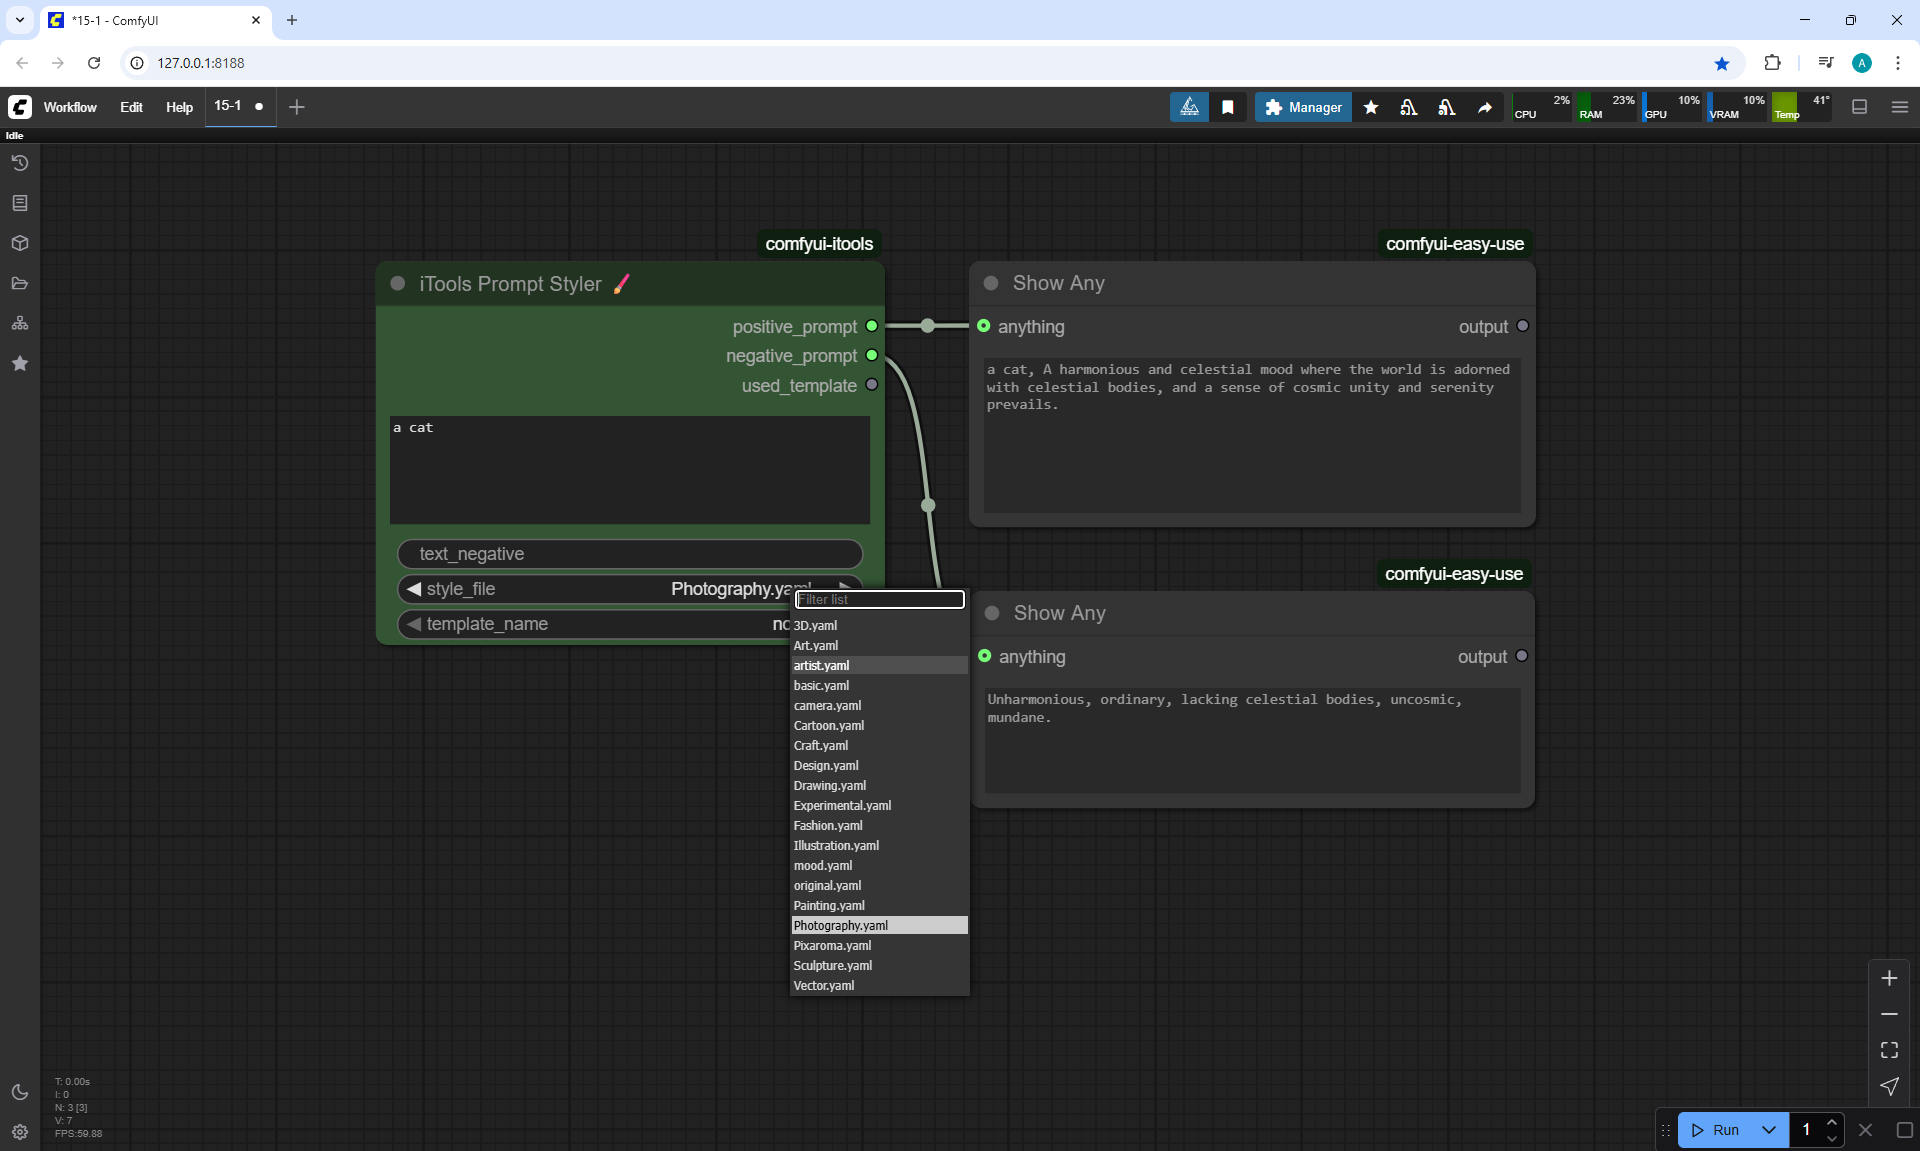 *15-1 - ComfyUI
127.0.0.1:8188
Workflow Edit Help 15-1
Manager
CPU 2% RAM 23% GPU 10% VRAM 10% Temp 41°
Idle
comfyui-itools
iTools Prompt Styler
positive_prompt
negative_prompt
used_template
a cat
text_negative
style_file Photography.yaml
template_name
comfyui-easy-use
Show Any
anything output
a cat, A harmonious and celestial mood where the world is adorned
with celestial bodies, and a sense of cosmic unity and serenity
prevails.
comfyui-easy-use
Show Any
anything output
Unharmonious, ordinary, lacking celestial bodies, uncosmic,
mundane.
Filter list
3D.yaml
Art.yaml
artist.yaml
basic.yaml
camera.yaml
Cartoon.yaml
Craft.yaml
Design.yaml
Drawing.yaml
Experimental.yaml
Fashion.yaml
Illustration.yaml
mood.yaml
original.yaml
Painting.yaml
Photography.yaml
Pixaroma.yaml
Sculpture.yaml
Vector.yaml
T: 0.00s
I: 0
N: 3 [3]
V: 7
FPS:59.88
Run 1
A